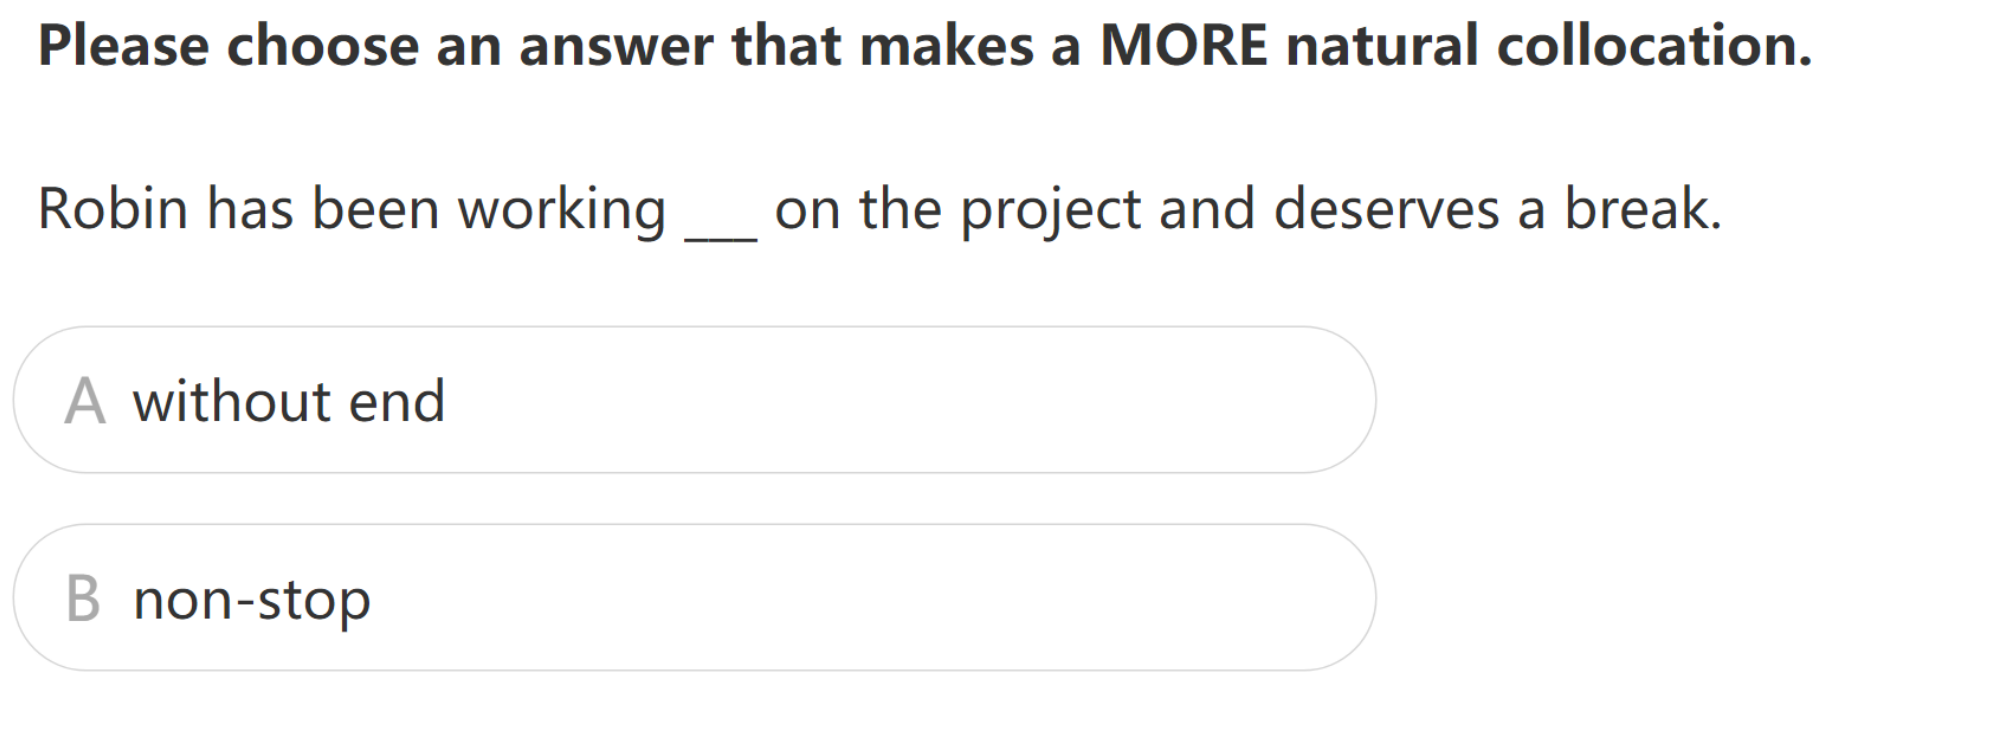 Please choose an answer that makes a MORE natural collocation.
Robin has been working ___ on the project and deserves a break.
A without end
B non-stop